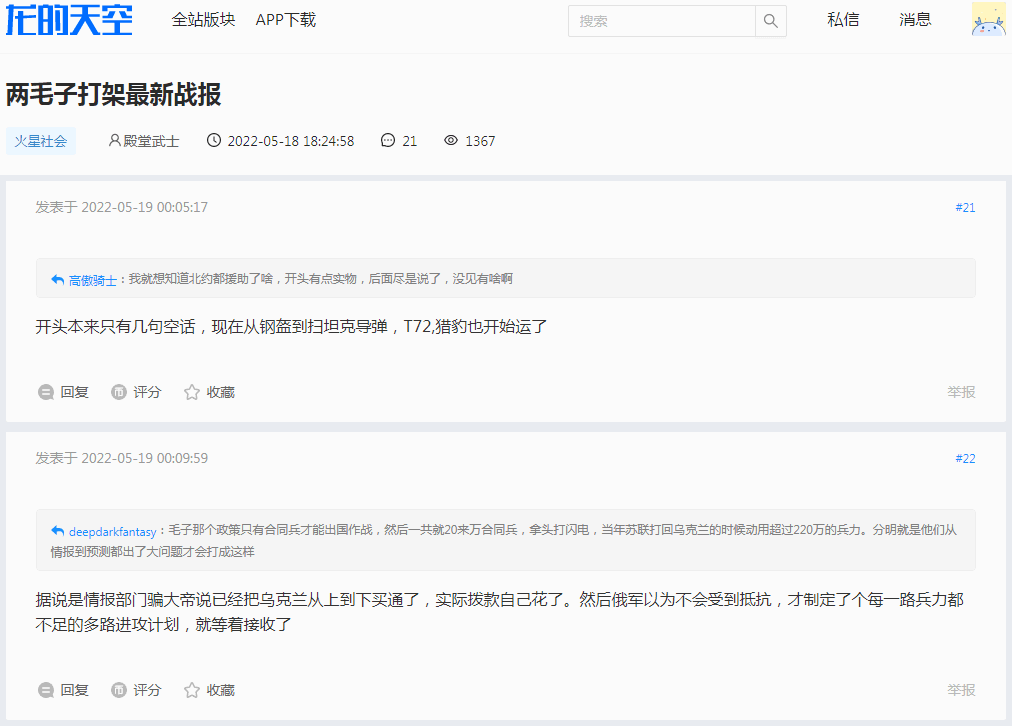 龙的天空 全站版块 APP下载 搜索 私信 消息
两毛子打架最新战报
火星社会 殿堂武士 2022-05-18 18:24:58 21 1367
发表于 2022-05-19 00:05:17 #21
高傲骑士：我就想知道北约都援助了啥，开头有点实物，后面尽是说了，没见有啥啊
开头本来只有几句空话，现在从钢盔到扫坦克导弹，T72,猎豹也开始运了
回复 评分 收藏 举报
发表于 2022-05-19 00:09:59 #22
deepdarkfantasy：毛子那个政策只有合同兵才能出国作战，然后一共就20来万合同兵，拿头打闪电，当年苏联打回乌克兰的时候动用超过220万的兵力。分明就是他们从
情报到预测都出了大问题才会打成这样
据说是情报部门骗大帝说已经把乌克兰从上到下买通了，实际拨款自己花了。然后俄军以为不会受到抵抗，才制定了个每一路兵力都
不足的多路进攻计划，就等着接收了
回复 评分 收藏 举报